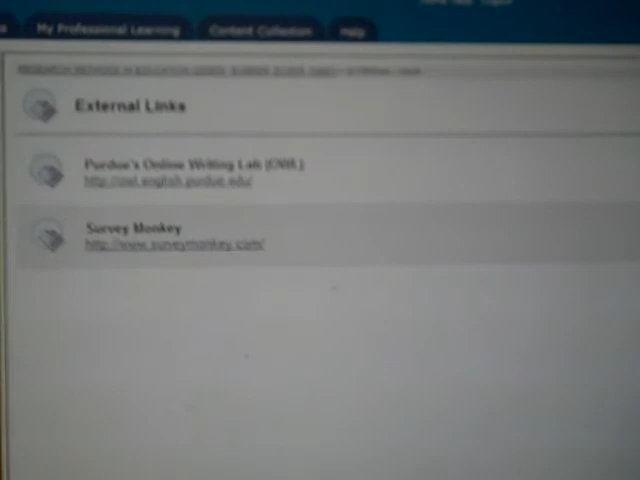 My Professional Learning
Content Collection
Help
External Links
Purdue's Online Writing Lab (OWL)
http://owl.english.purdue.edu/
Survey Monkey
http://www.surveymonkey.com/